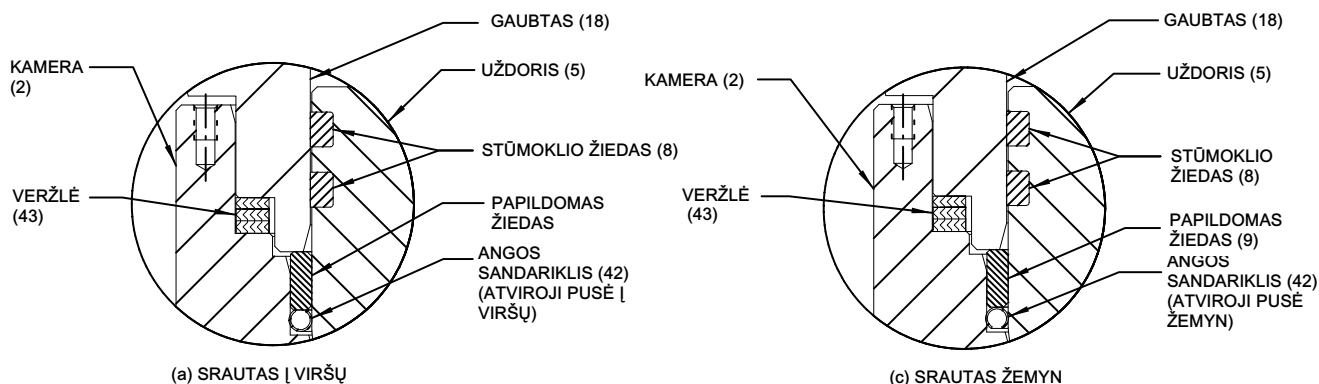 GAUBTAS (18)
UŽDORIS (5)
KAMERA
(2)
STŪMOKLIO ŽIEDAS (8)
VERŽLĖ
(43)
PAPILDOMAS
ŽIEDAS
ANGOS
SANDARIKLIS (42)
(ATVIROJI PUSĖ Į
VIRŠŲ)
(a) SRAUTAS Į VIRŠŲ
GAUBTAS (18)
UŽDORIS (5)
KAMERA (2)
STŪMOKLIO
ŽIEDAS (8)
VERŽLĖ
(43)
PAPILDOMAS
ŽIEDAS (9)
ANGOS
SANDARIKLIS (42)
(ATVIROJI PUSĖ
ŽEMYN)
(c) SRAUTAS ŽEMYN